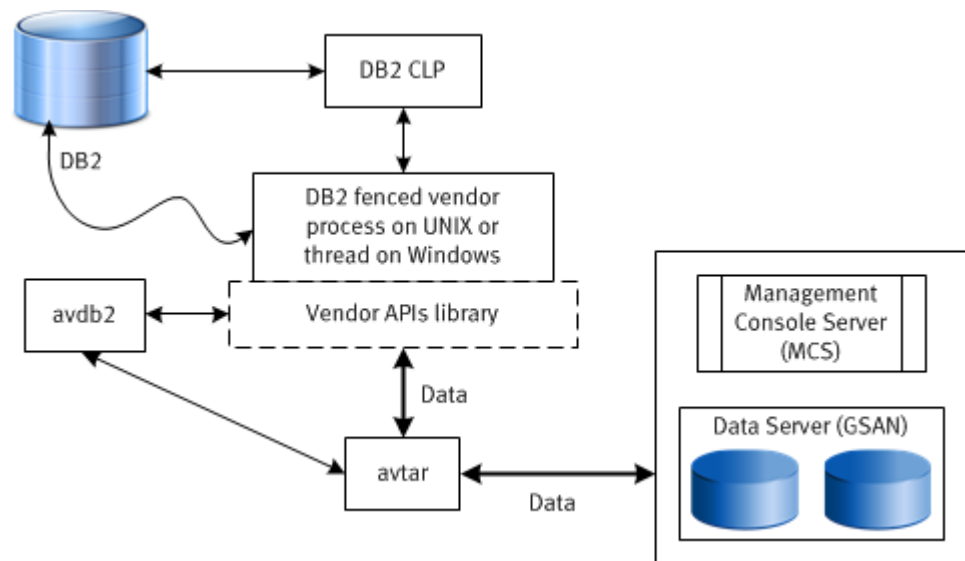 DB2 CLP
DB2
DB2 fenced vendor
process on UNIX or
thread on Windows
avdb2
Vendor APIs library
Management
Console Server
(MCS)
Data
Data Server (GSAN)
avtar
Data